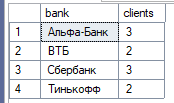 bank clients
1 Альфа-Банк 3
2 ВТБ 2
3 Сбербанк 3
4 Тинькофф 2